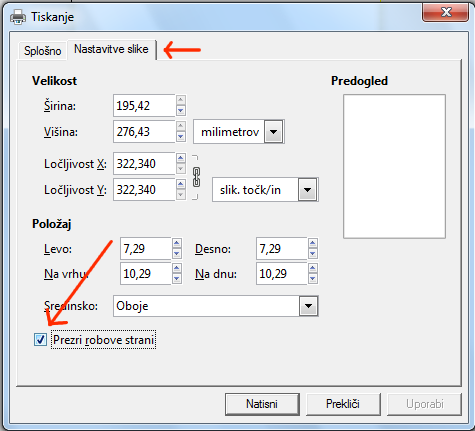 Tiskanje
Splošno Nastavitve slike
Velikost Predogled
Širina: 195,42
Višina: 276,43 milimetrov
Ločljivost X: 322,340
Ločljivost Y: 322,340 slik. točk/in
Položaj
Levo: 7,29 Desno: 7,29
Na vrhu: 10,29 Na dnu: 10,29
Sredinsko: Oboje
Prezri robove strani
Natisni Prekliči Uporabi